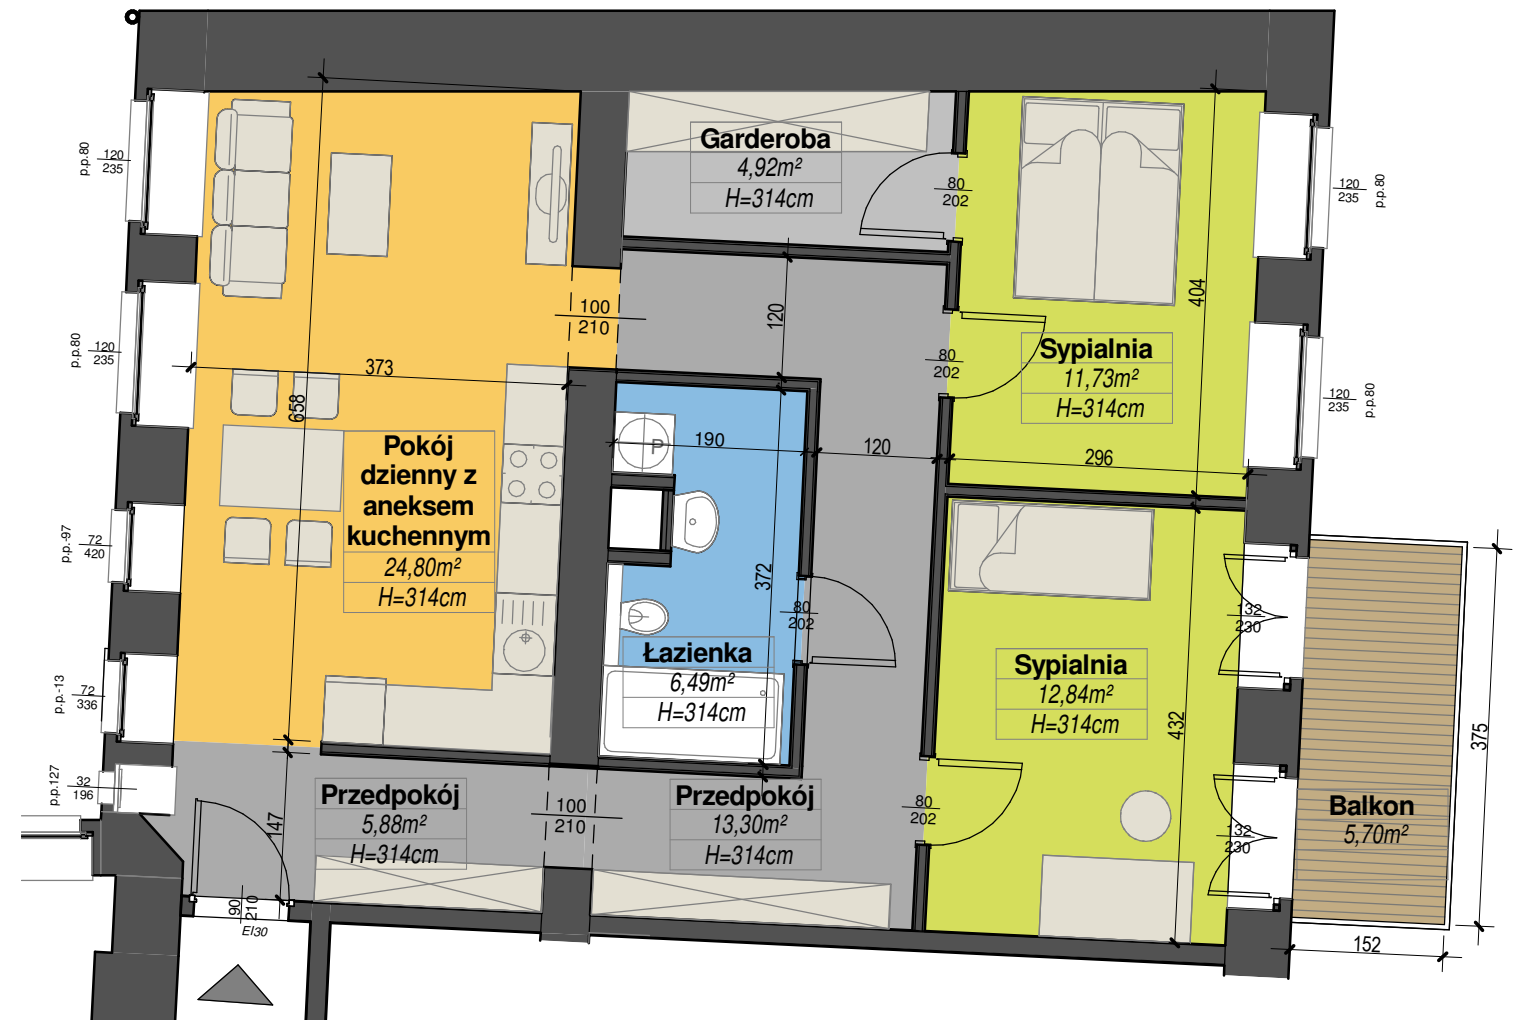 Garderoba
4,92m²
H=314cm
p.p.80
120
235
80
202
120
235
p.p.80
100
210
120
404
Sypialnia
11,73m²
H=314cm
p.p.80
120
235
80
202
120
235
p.p.80
373
658
Pokój
dzienny z
aneksem
kuchennym
24,80m²
H=314cm
P
190
120
296
p.p.-97
72
420
372
80
202
132
230
Łazienka
6,49m²
H=314cm
Sypialnia
12,84m²
H=314cm
432
375
p.p.-13
72
336
p.p.127
32
196
Przedpokój
5,88m²
H=314cm
147
100
210
Przedpokój
13,30m²
H=314cm
80
202
132
230
Balkon
5,70m²
90
210
EI30
152